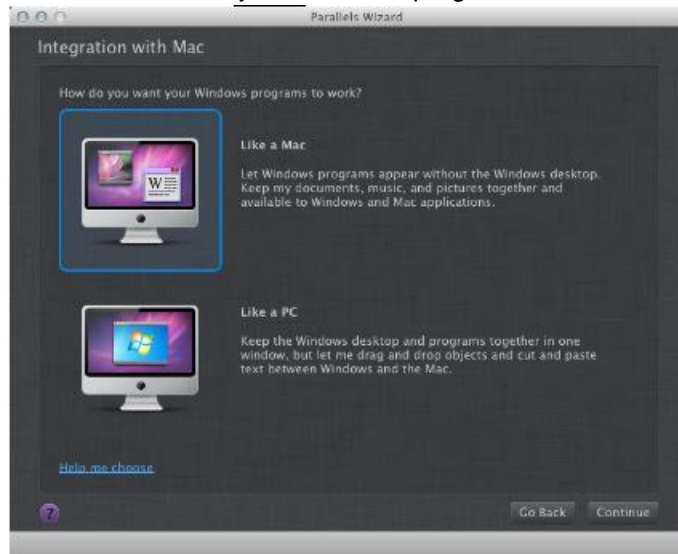 Parallels Wizard
Integration with Mac
How do you want your Windows programs to work?
Like a Mac
Let Windows programs appear without the Windows desktop.
Keep my documents, music, and pictures together and
available to Windows and Mac applications.
W
Like a PC
Keep the Windows desktop and programs together in one
window, but let me drag and drop objects and cut and paste
text between Windows and the Mac.
Help me choose
?
Go Back
Continue